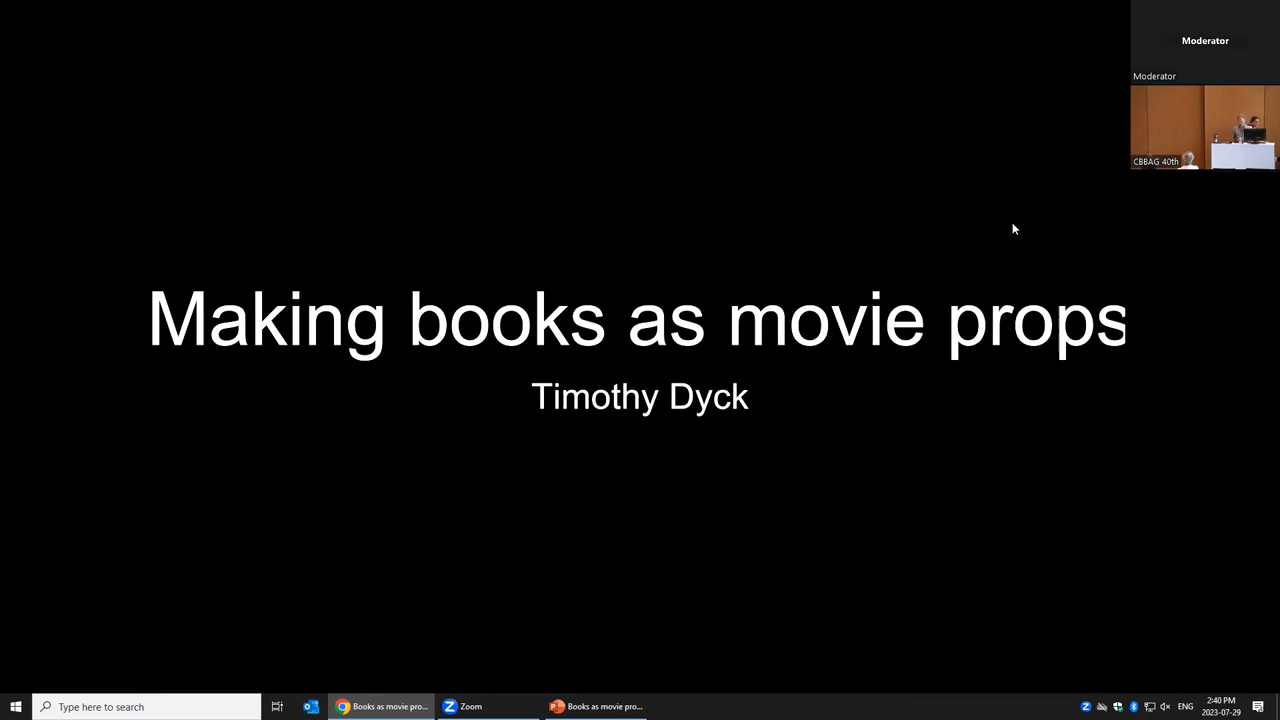 Moderator
Moderator
CBBAG 40th
Making books as movie props
Timothy Dyck
Type here to search
Books as movie pro...
Zoom
Books as movie pro...
ENG
2:40 PM
2023-07-29